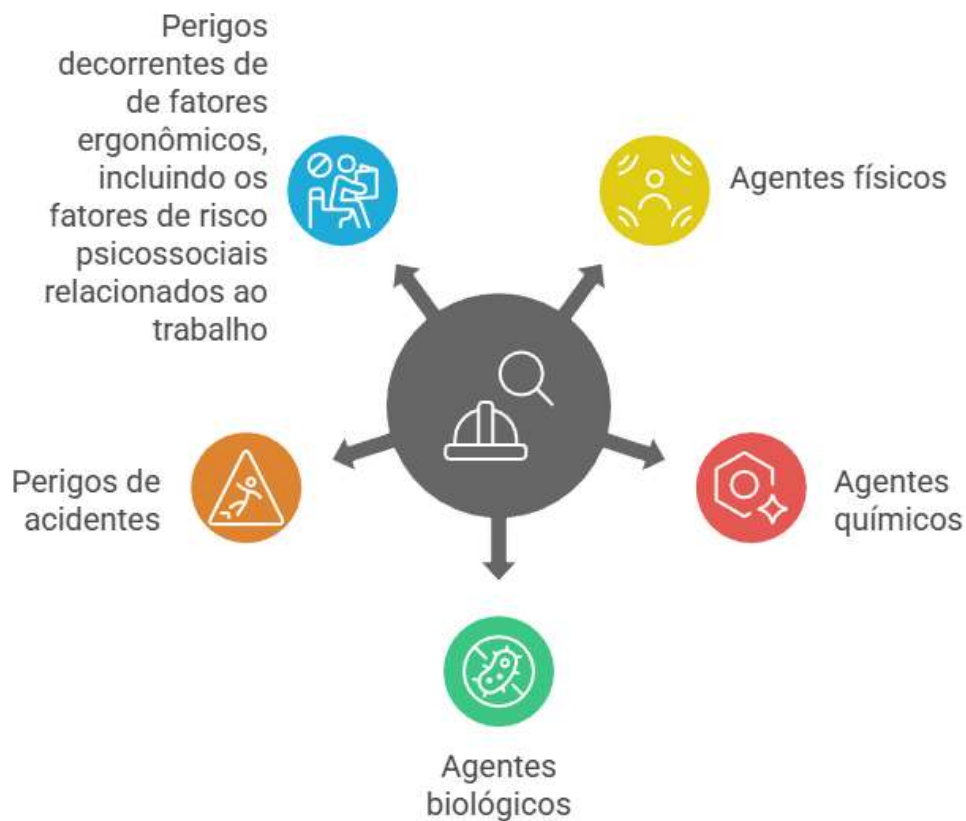 Perigos
decorrentes de
de fatores
ergonômicos,
incluindo os
fatores de risco
psicossociais
relacionados ao
trabalho
Agentes físicos
Perigos de
acidentes
Agentes
químicos
Agentes
biológicos